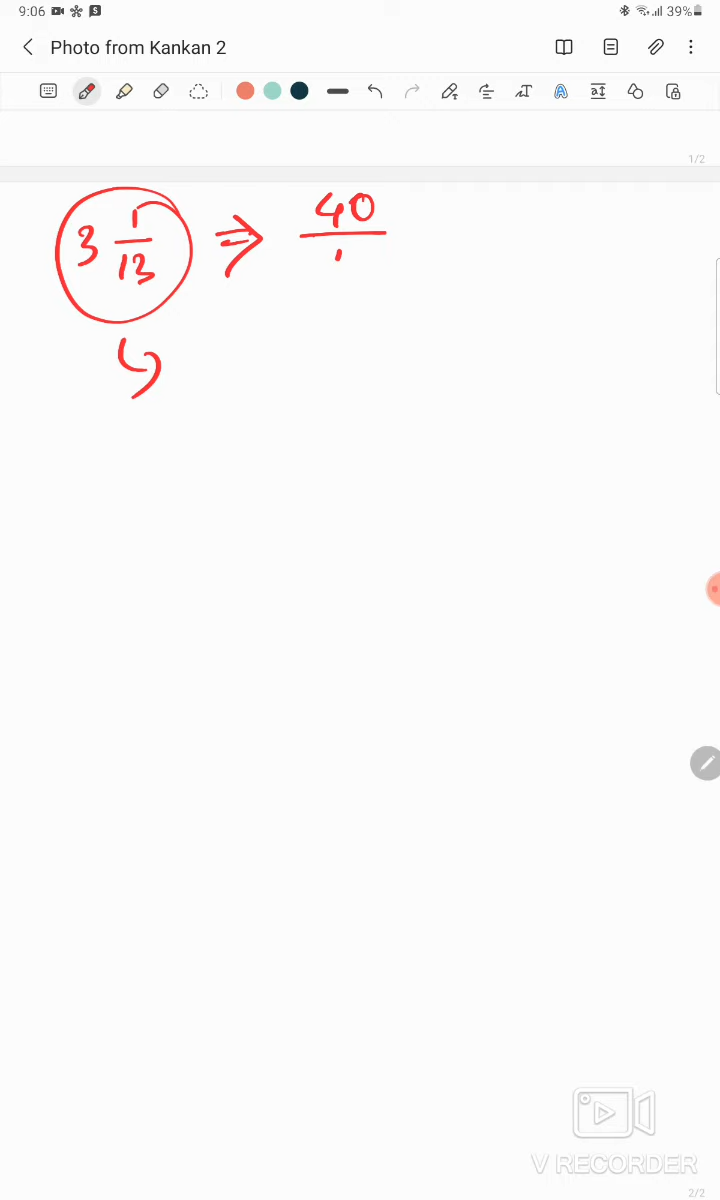 9:06 39%
Photo from Kankan 2
1/2
3 1/13 ⇒ 40/
V RECORDER
2/2